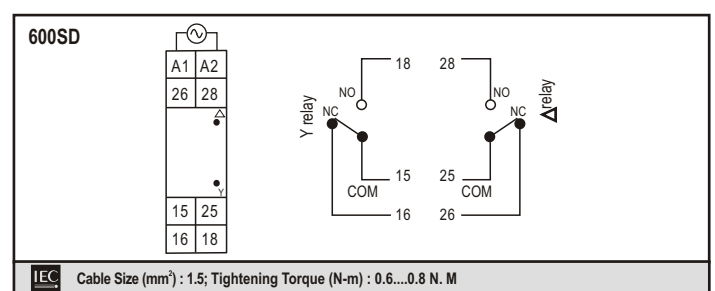 600SD
A1 A2
26 28
Δ
Y
15 25
16 18
18 28
NO NO
NC NC
Y relay
Δ relay
15 25
COM COM
16 26
IEC Cable Size (mm²) : 1.5; Tightening Torque (N-m) : 0.6....0.8 N. M